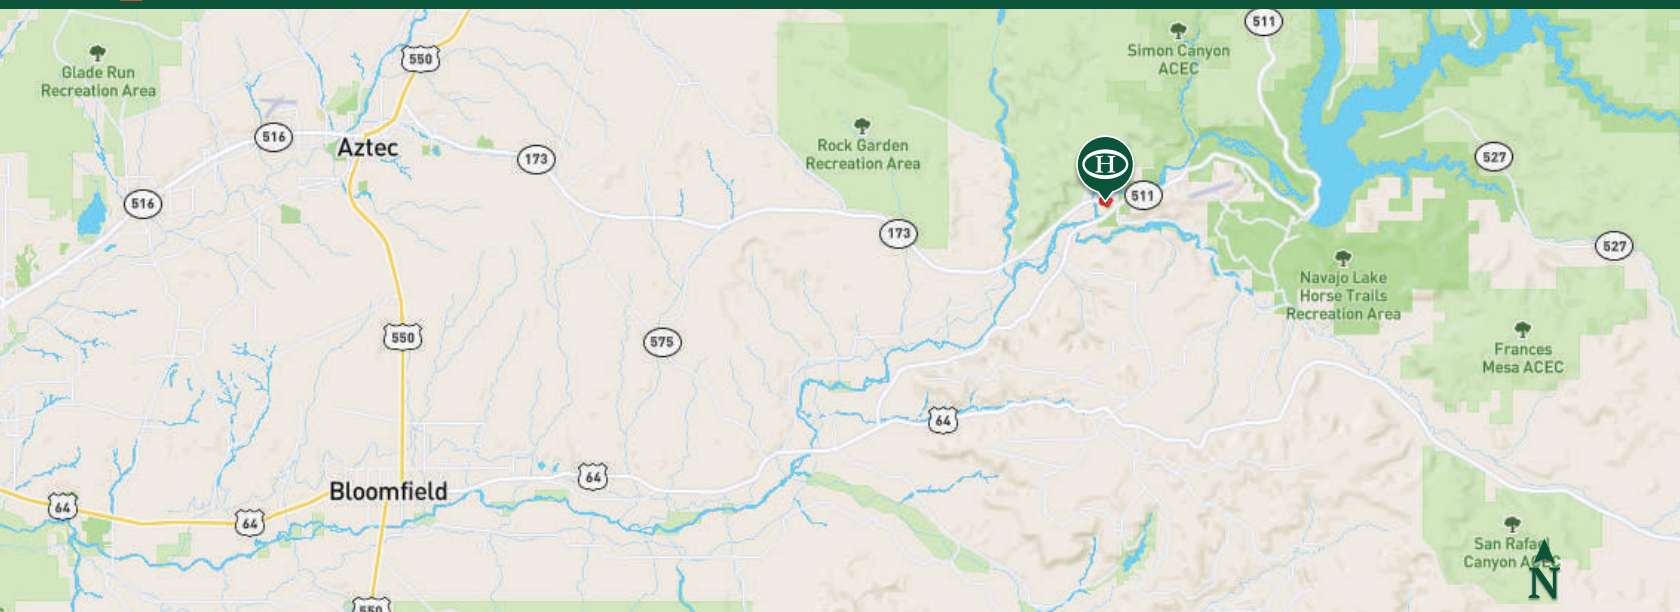 511
Simon Canyon
ACEC
550
Glade Run
Recreation Area
516
Aztec
Rock Garden
Recreation Area
173
527
H
511
516
173
527
Navajo Lake
Horse Trails
Recreation Area
550
575
Frances
Mesa ACEC
64
64
Bloomfield
64
64
San Rafael
Canyon ACEC
N
550